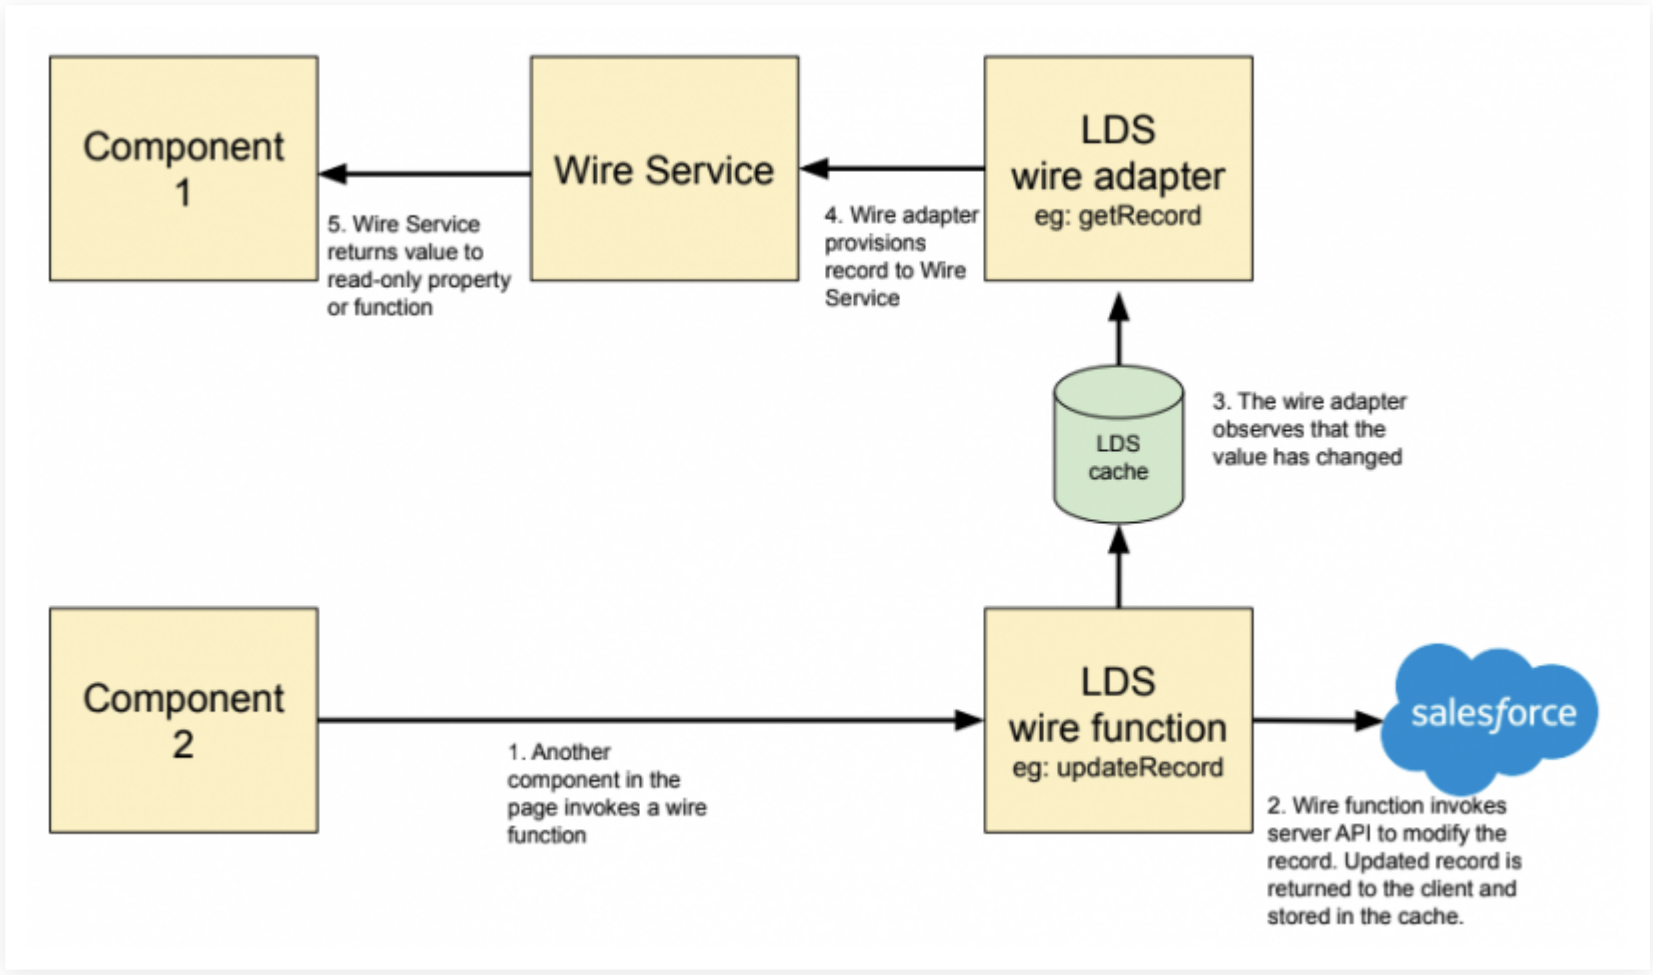 Component
1
Wire Service
LDS
wire adapter
eg: getRecord
5. Wire Service
returns value to
read-only property
or function
4. Wire adapter
provisions
record to Wire
Service
LDS
cache
3. The wire adapter
observes that the
value has changed
Component
2
1. Another
component in the
page invokes a wire
function
LDS
wire function
eg: updateRecord
salesforce
2. Wire function invokes
server API to modify the
record. Updated record is
returned to the client and
stored in the cache.